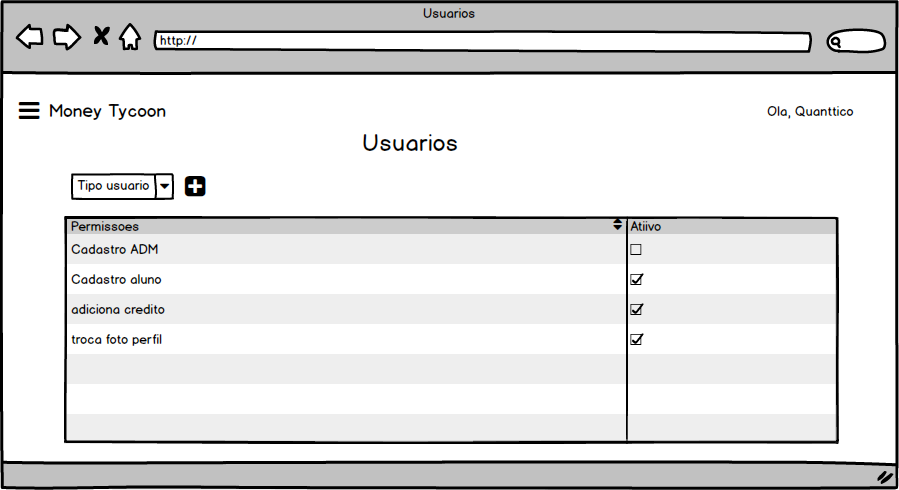 Usuarios
http://
Money Tycoon
Ola, Quanttico
Usuarios
Tipo usuario
Permissoes Atiivo
Cadastro ADM
Cadastro aluno
adiciona credito
troca foto perfil